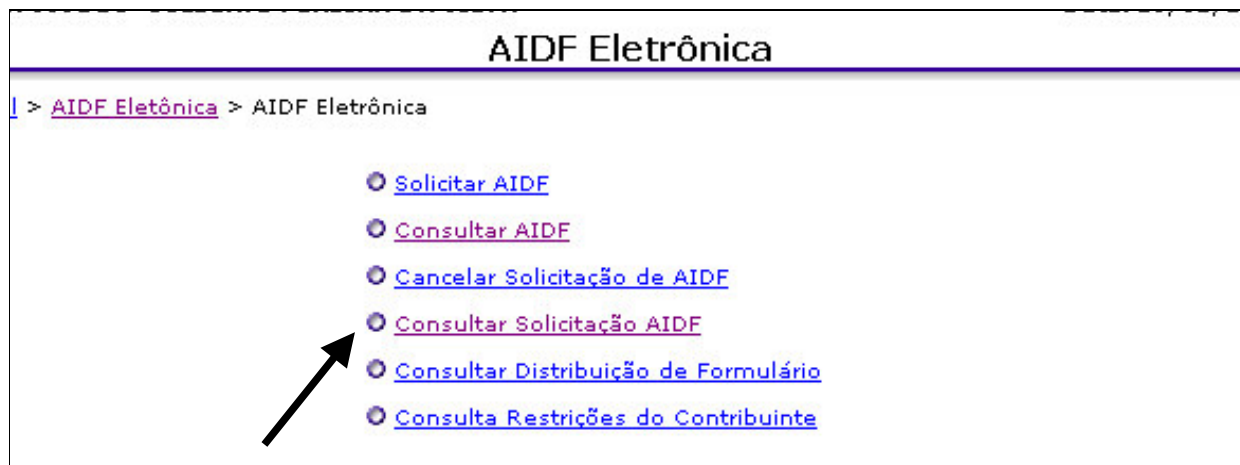 AIDF Eletrônica
l > AIDF Eletônica > AIDF Eletrônica
Solicitar AIDF
Consultar AIDF
Cancelar Solicitação de AIDF
Consultar Solicitação AIDF
Consultar Distribuição de Formulário
Consulta Restrições do Contribuinte